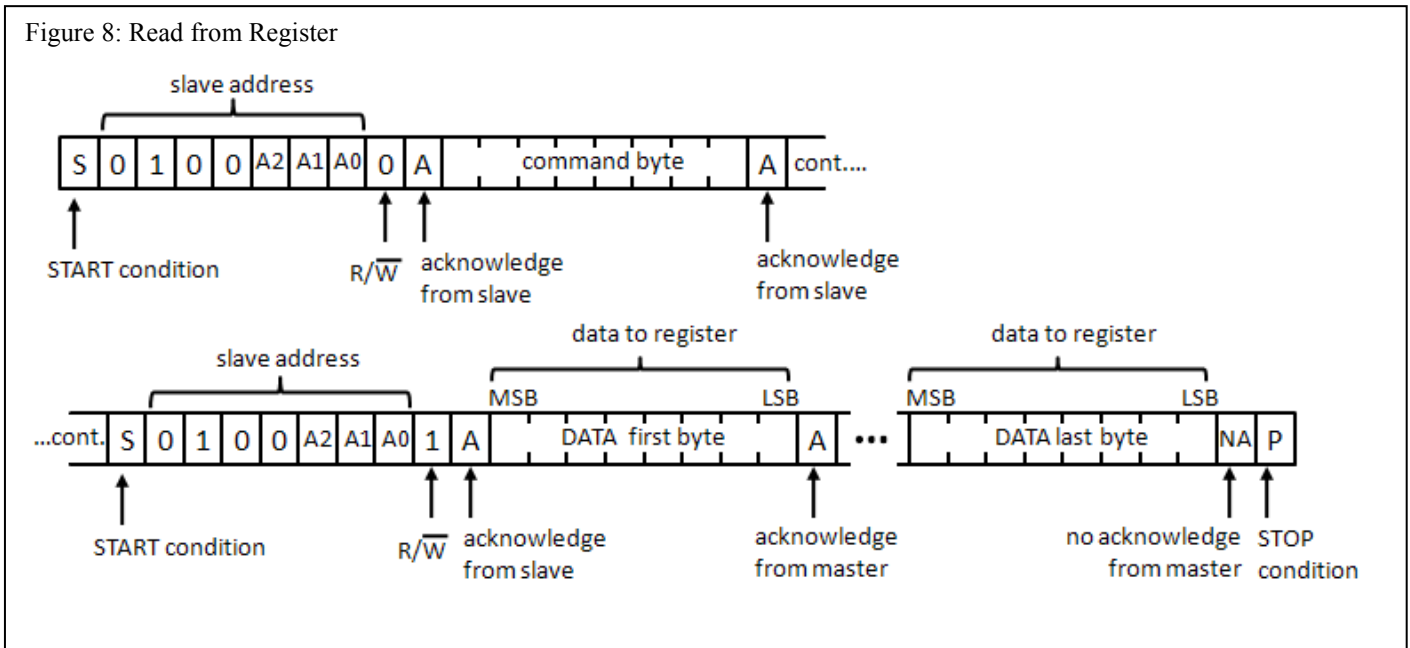 Figure 8: Read from Register
slave address
S 0 1 0 0 A2 A1 A0 0 A command byte A cont....
START condition
R/W̅
acknowledge
from slave
acknowledge
from slave
slave address
data to register
data to register
MSB LSB MSB LSB
...cont. S 0 1 0 0 A2 A1 A0 1 A DATA first byte A ••• DATA last byte NA P
START condition
R/W̅
acknowledge
from slave
acknowledge
from master
no acknowledge
from master
STOP
condition